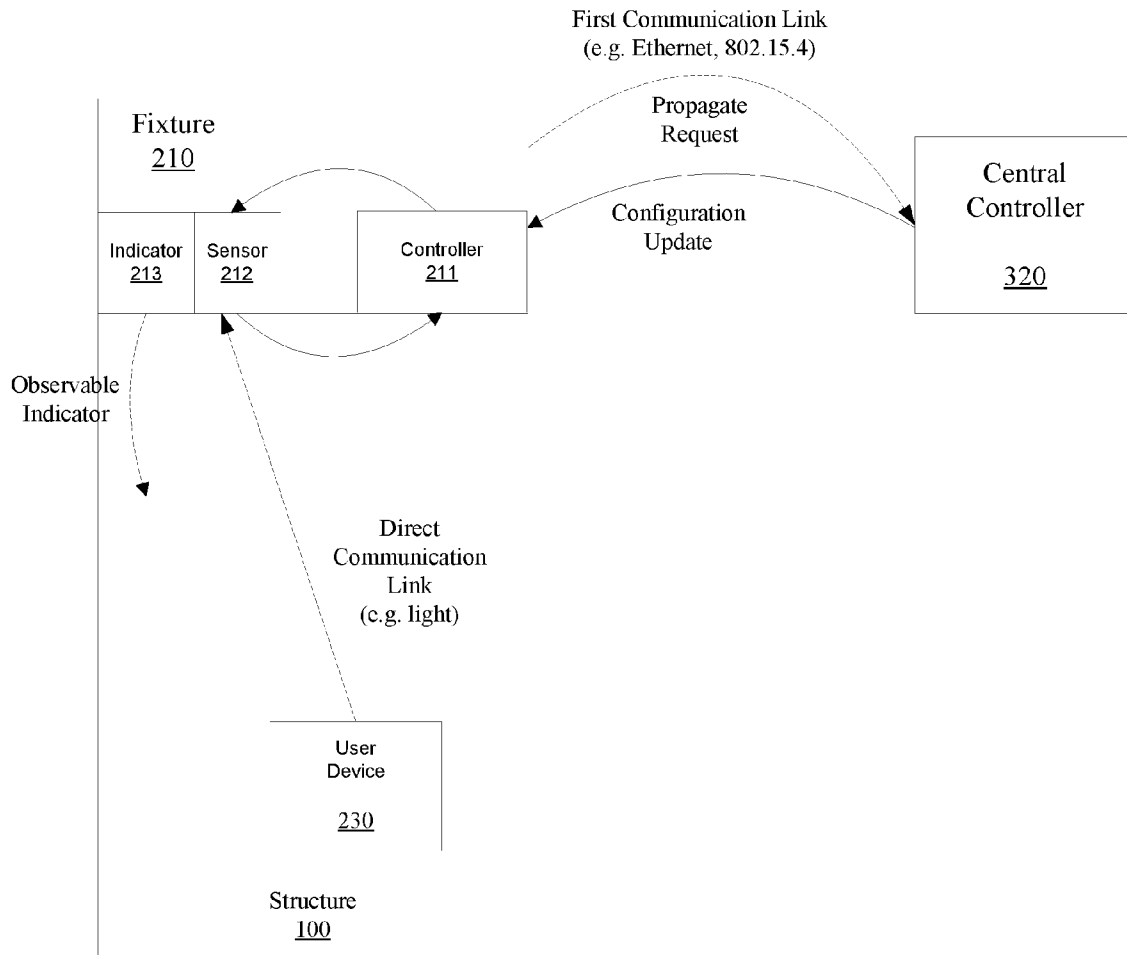 First Communication Link
(e.g. Ethernet, 802.15.4)
Propagate
Request
Fixture
210
Central
Controller
320
Configuration
Update
Indicator
213
Sensor
212
Controller
211
Observable
Indicator
Direct
Communication
Link
(e.g. light)
User
Device
230
Structure
100